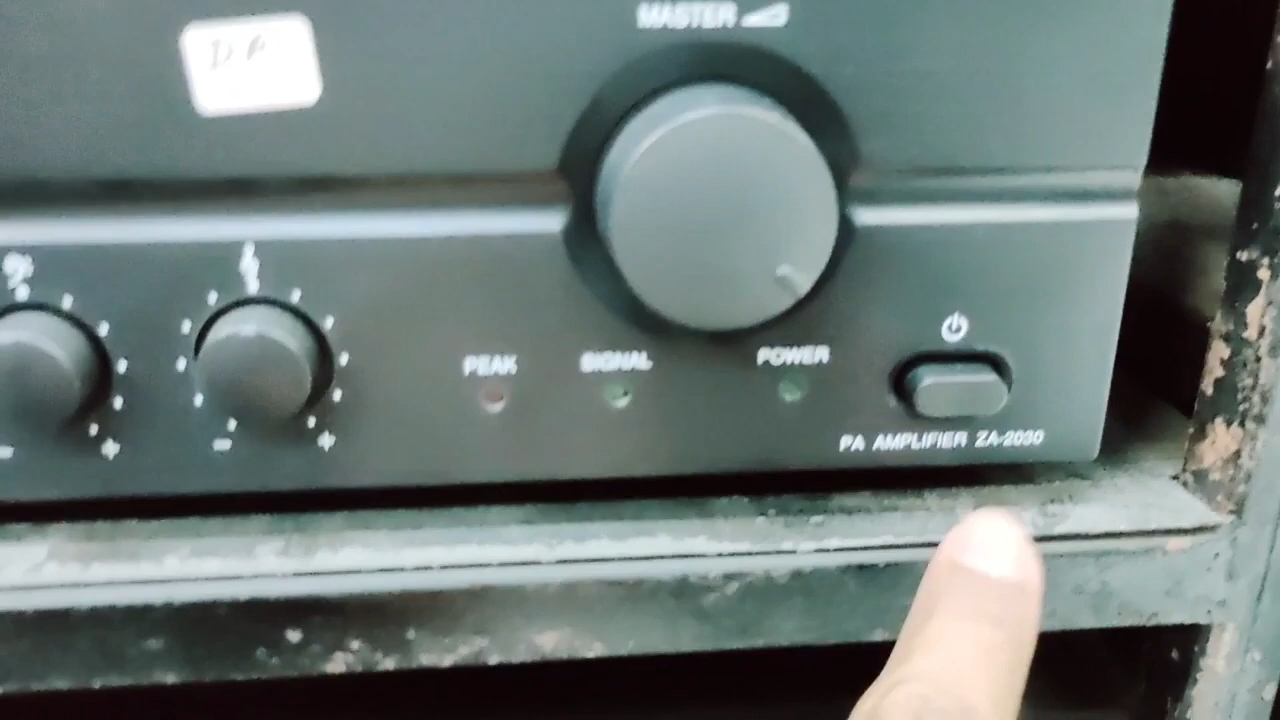 MASTER
PEAK
SIGNAL
POWER
PA AMPLIFIER ZA-2030